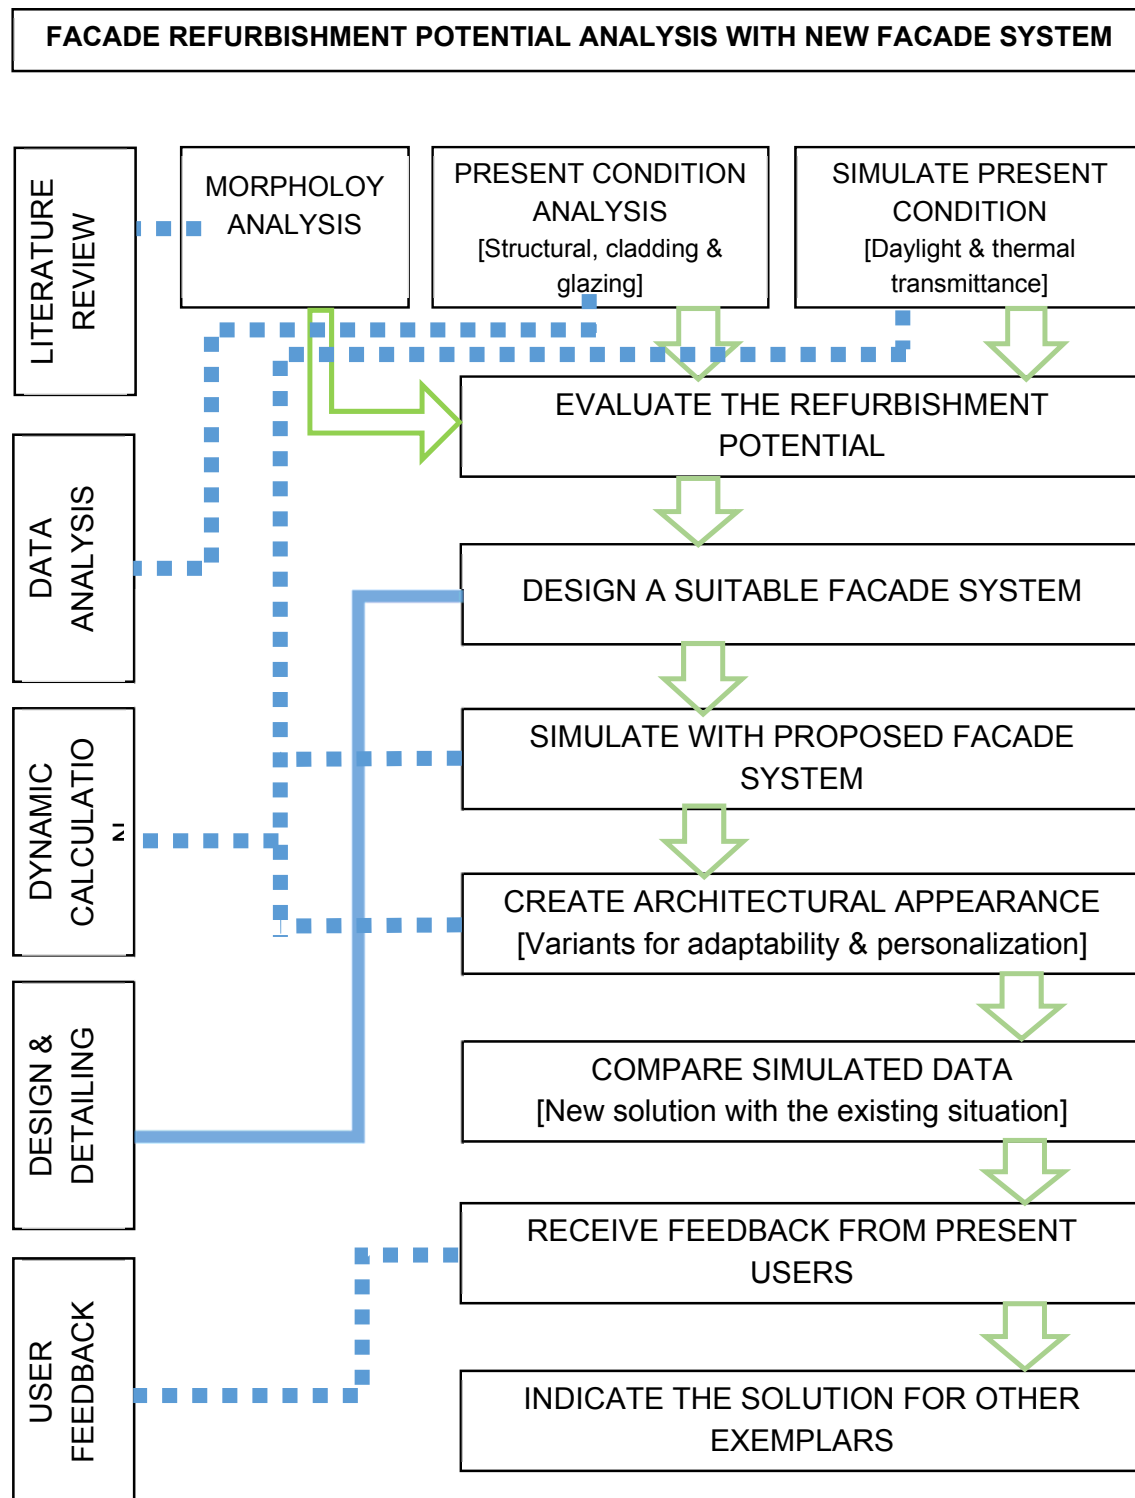 FACADE REFURBISHMENT POTENTIAL ANALYSIS WITH NEW FACADE SYSTEM
LITERATURE
REVIEW
MORPHOLOY
ANALYSIS
PRESENT CONDITION
ANALYSIS
[Structural, cladding &
glazing]
SIMULATE PRESENT
CONDITION
[Daylight & thermal
transmittance]
EVALUATE THE REFURBISHMENT
POTENTIAL
DATA
ANALYSIS
DESIGN A SUITABLE FACADE SYSTEM
DYNAMIC
CALCULATIO
N
SIMULATE WITH PROPOSED FACADE
SYSTEM
CREATE ARCHITECTURAL APPEARANCE
[Variants for adaptability & personalization]
DESIGN &
DETAILING
COMPARE SIMULATED DATA
[New solution with the existing situation]
RECEIVE FEEDBACK FROM PRESENT
USERS
USER
FEEDBACK
INDICATE THE SOLUTION FOR OTHER
EXEMPLARS